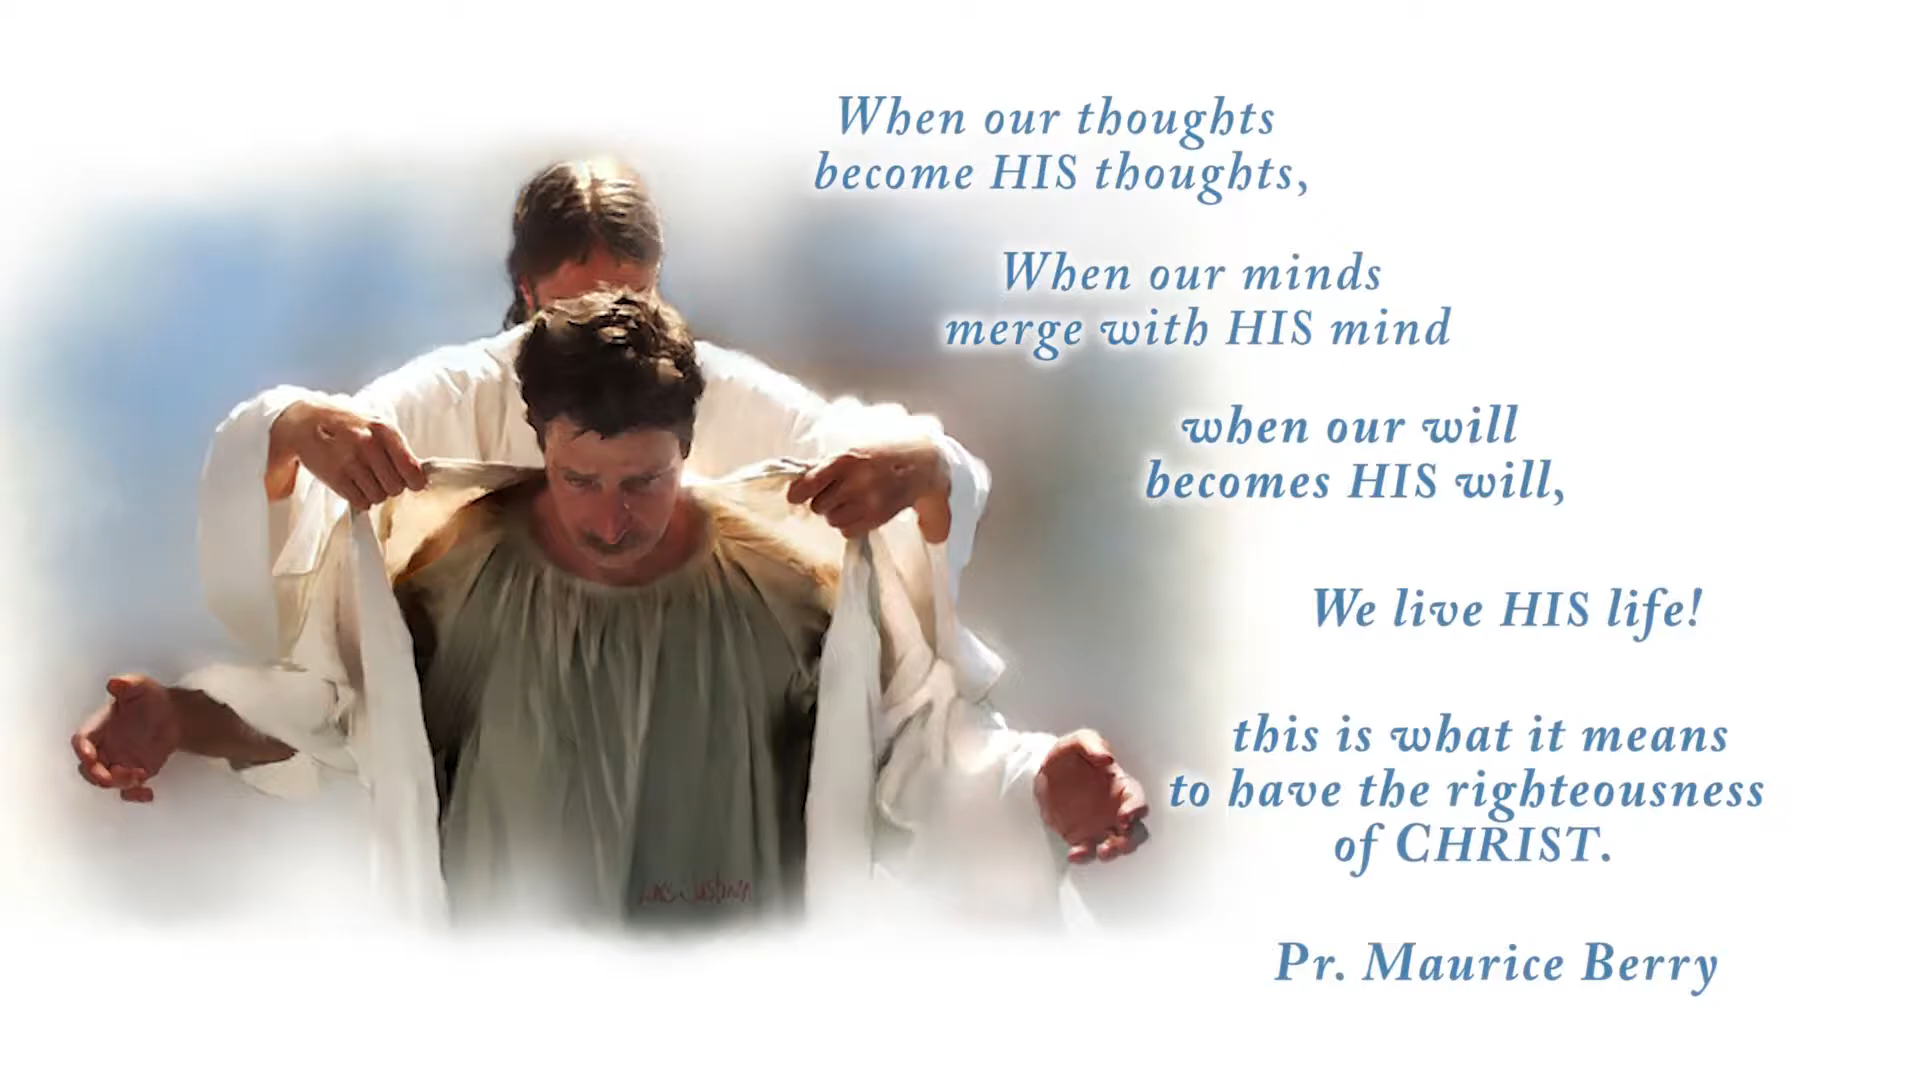 When our thoughts
become HIS thoughts,
When our minds
merge with HIS mind
when our will
becomes HIS will,
We live HIS life!
this is what it means
to have the righteousness
of CHRIST.
Pr. Maurice Berry